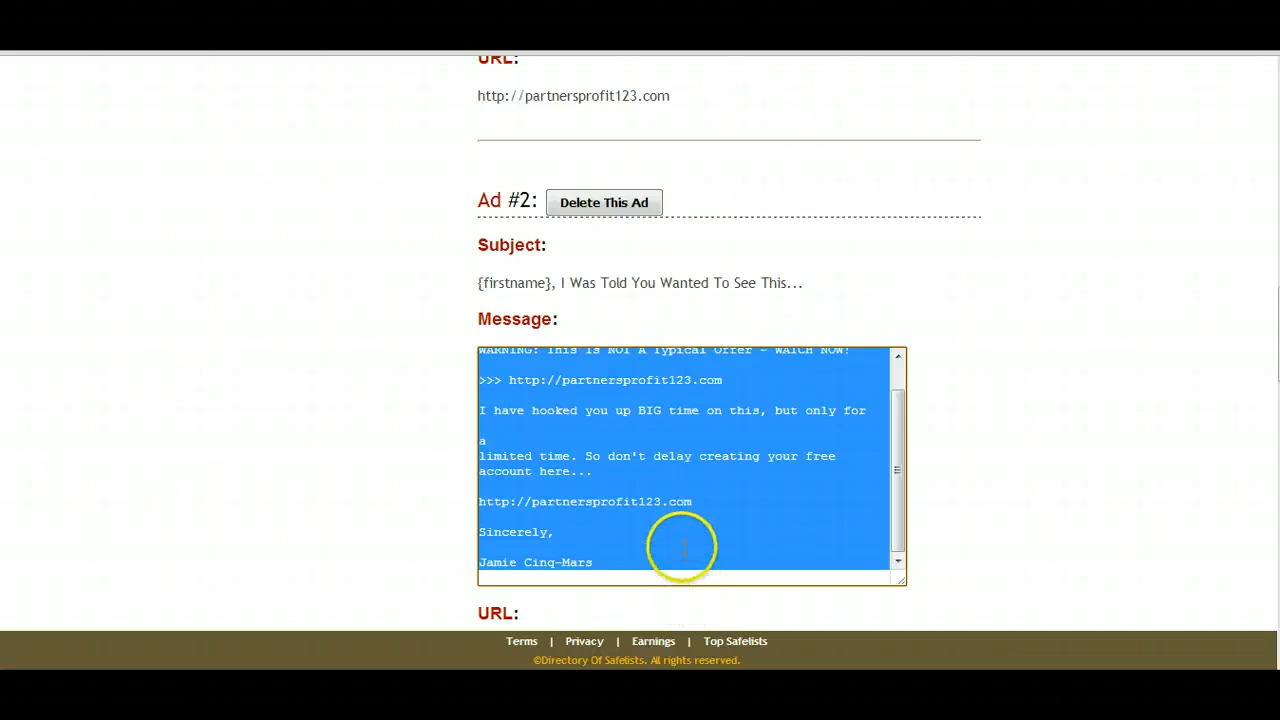 URL:
http://partnersprofit123.com
Ad #2: Delete This Ad
Subject:
{firstname}, I Was Told You Wanted To See This...
Message:
WARNING: This Is NOT A Typical Offer - WATCH NOW!
>>> http://partnersprofit123.com
I have hooked you up BIG time on this, but only for
a
limited time. So don't delay creating your free
account here...
http://partnersprofit123.com
Sincerely,
Jamie Cinq-Mars
URL:
Terms | Privacy | Earnings | Top Safelists
©Directory Of Safelists. All rights reserved.